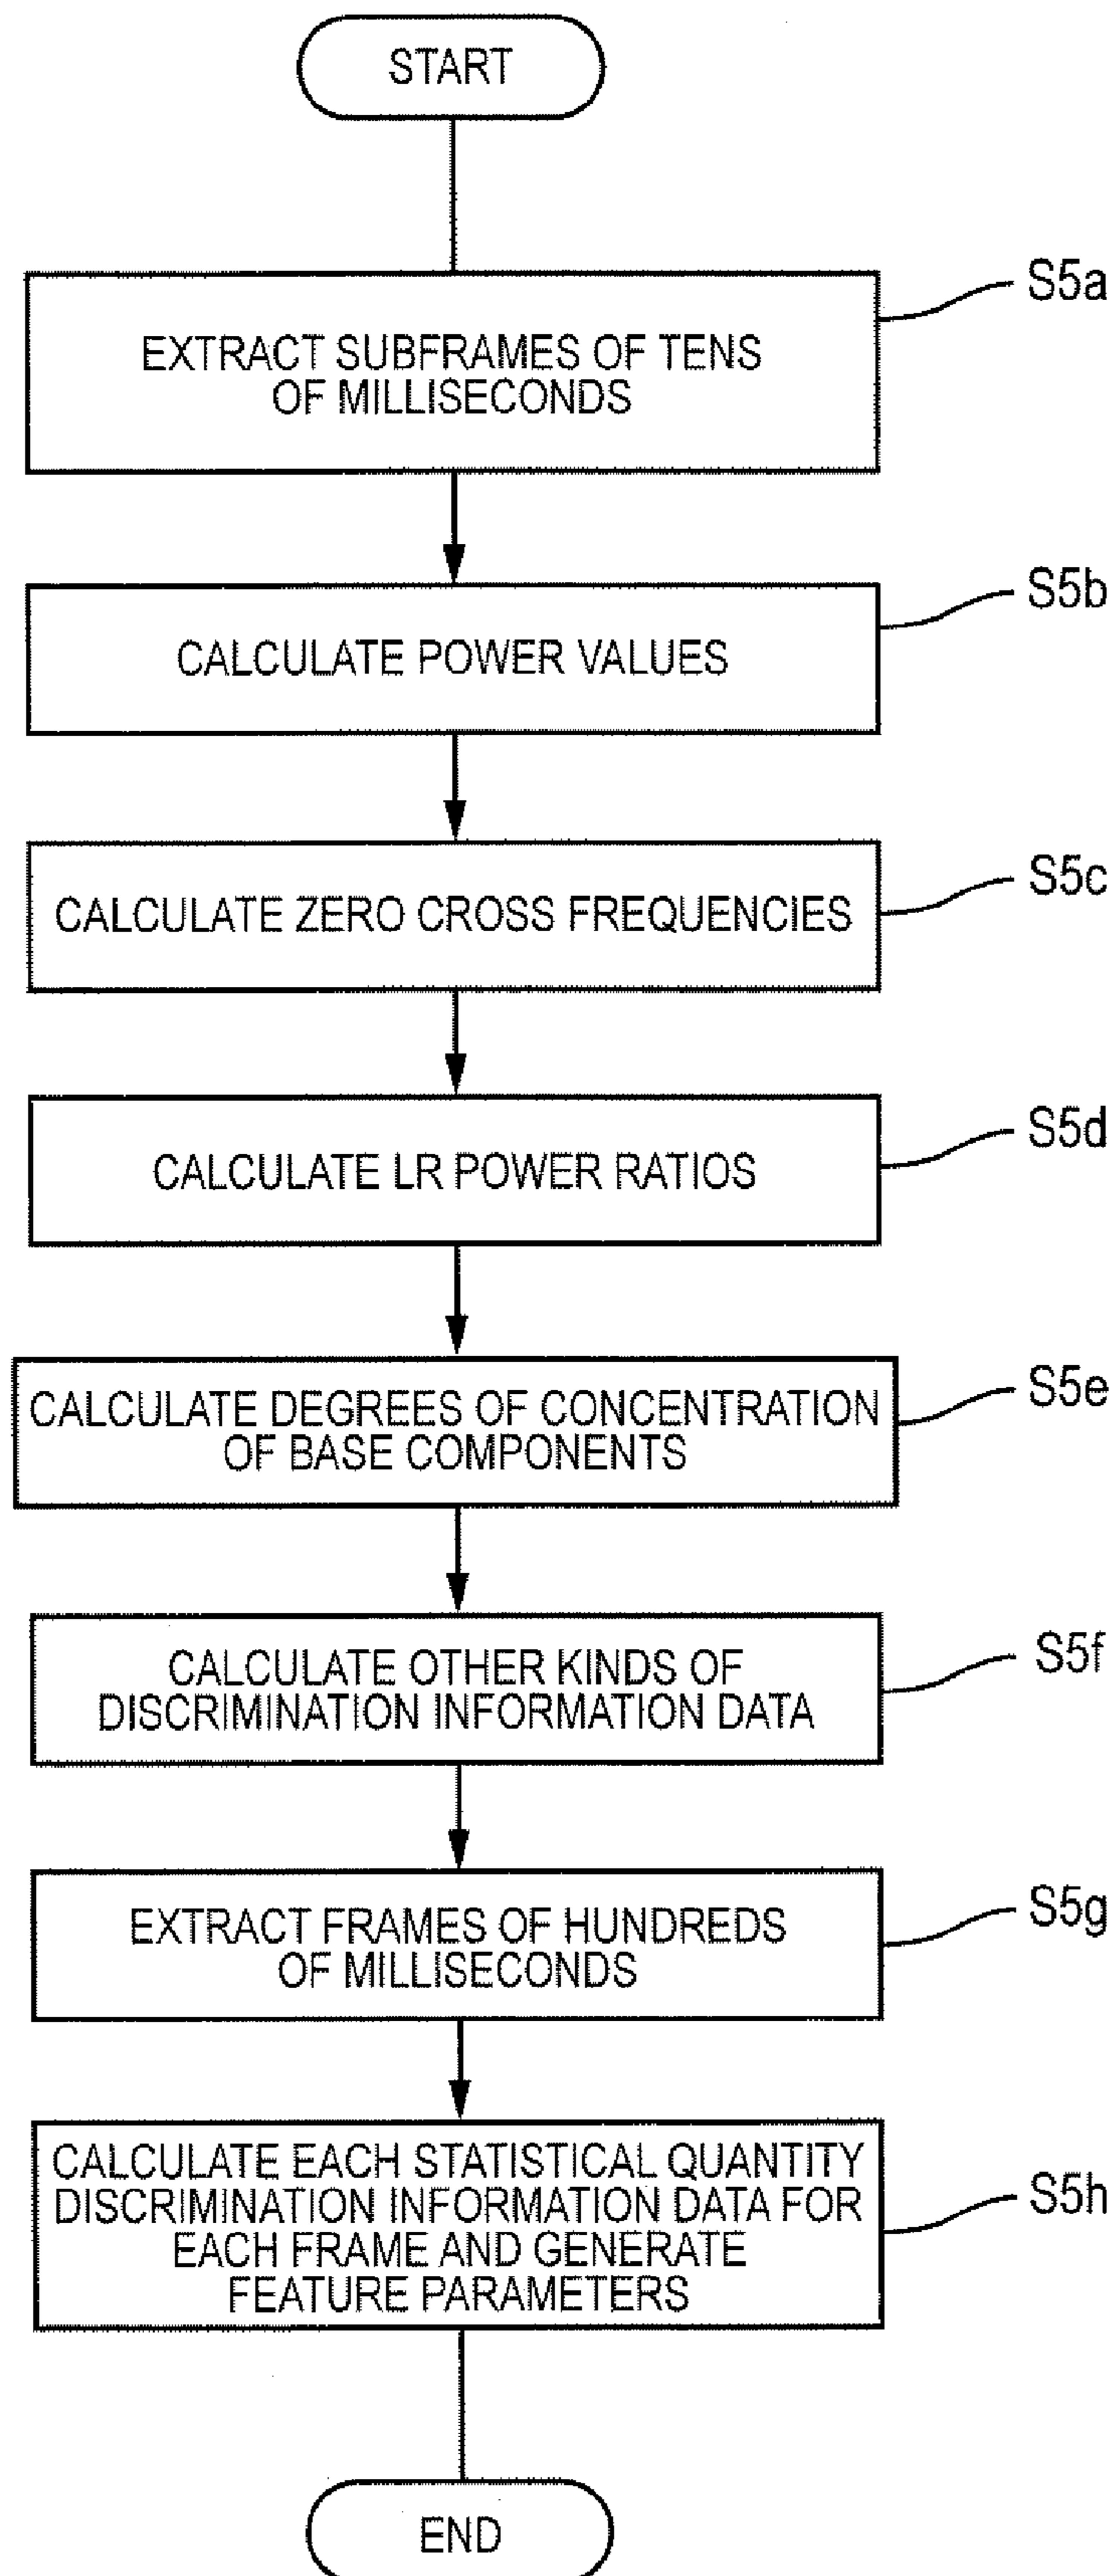 START
S5a
EXTRACT SUBFRAMES OF TENS
OF MILLISECONDS
S5b
CALCULATE POWER VALUES
S5c
CALCULATE ZERO CROSS FREQUENCIES
S5d
CALCULATE LR POWER RATIOS
S5e
CALCULATE DEGREES OF CONCENTRATION
OF BASE COMPONENTS
S5f
CALCULATE OTHER KINDS OF
DISCRIMINATION INFORMATION DATA
S5g
EXTRACT FRAMES OF HUNDREDS
OF MILLISECONDS
S5h
CALCULATE EACH STATISTICAL QUANTITY
DISCRIMINATION INFORMATION DATA FOR
EACH FRAME AND GENERATE
FEATURE PARAMETERS
END